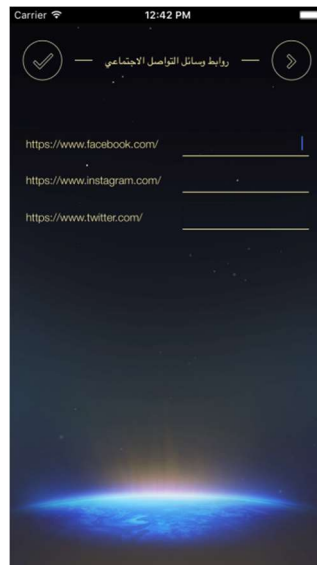 Carrier 12:42 PM
روابط وسائل التواصل الاجتماعي
https://www.facebook.com/
https://www.instagram.com/
https://www.twitter.com/